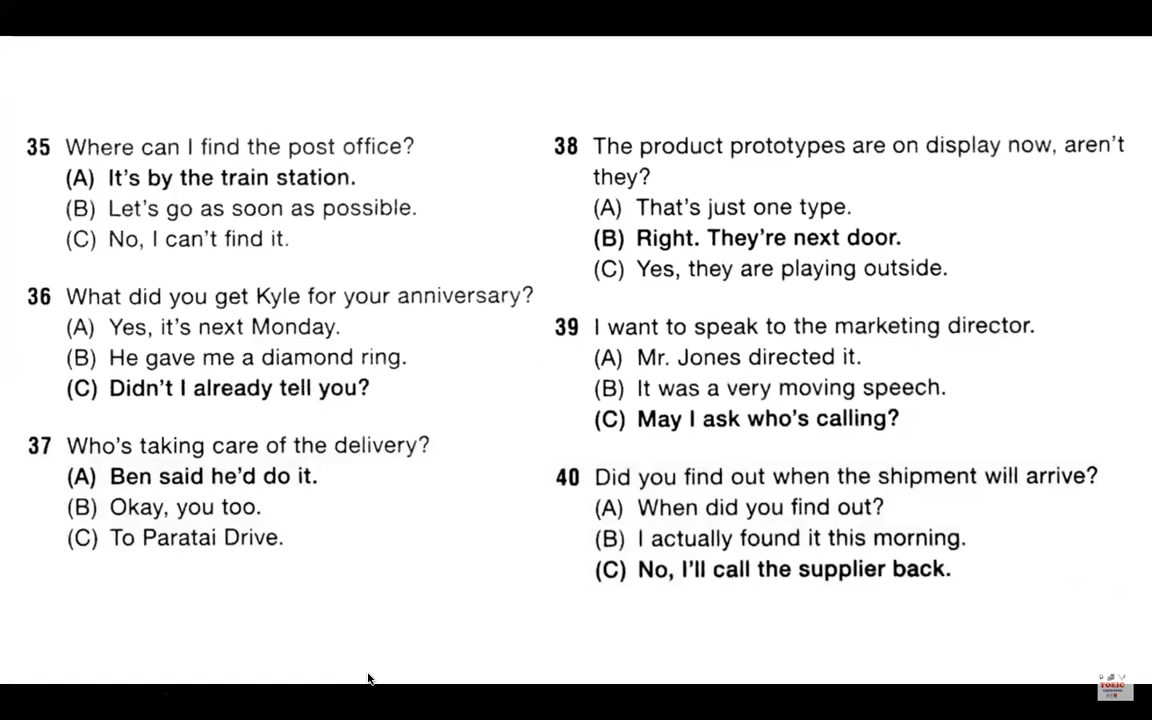 35 Where can I find the post office?
(A) It's by the train station.
(B) Let's go as soon as possible.
(C) No, I can't find it.
36 What did you get Kyle for your anniversary?
(A) Yes, it's next Monday.
(B) He gave me a diamond ring.
(C) Didn't I already tell you?
37 Who's taking care of the delivery?
(A) Ben said he'd do it.
(B) Okay, you too.
(C) To Paratai Drive.
38 The product prototypes are on display now, aren't
they?
(A) That's just one type.
(B) Right. They're next door.
(C) Yes, they are playing outside.
39 I want to speak to the marketing director.
(A) Mr. Jones directed it.
(B) It was a very moving speech.
(C) May I ask who's calling?
40 Did you find out when the shipment will arrive?
(A) When did you find out?
(B) I actually found it this morning.
(C) No, I'll call the supplier back.
TOEIC